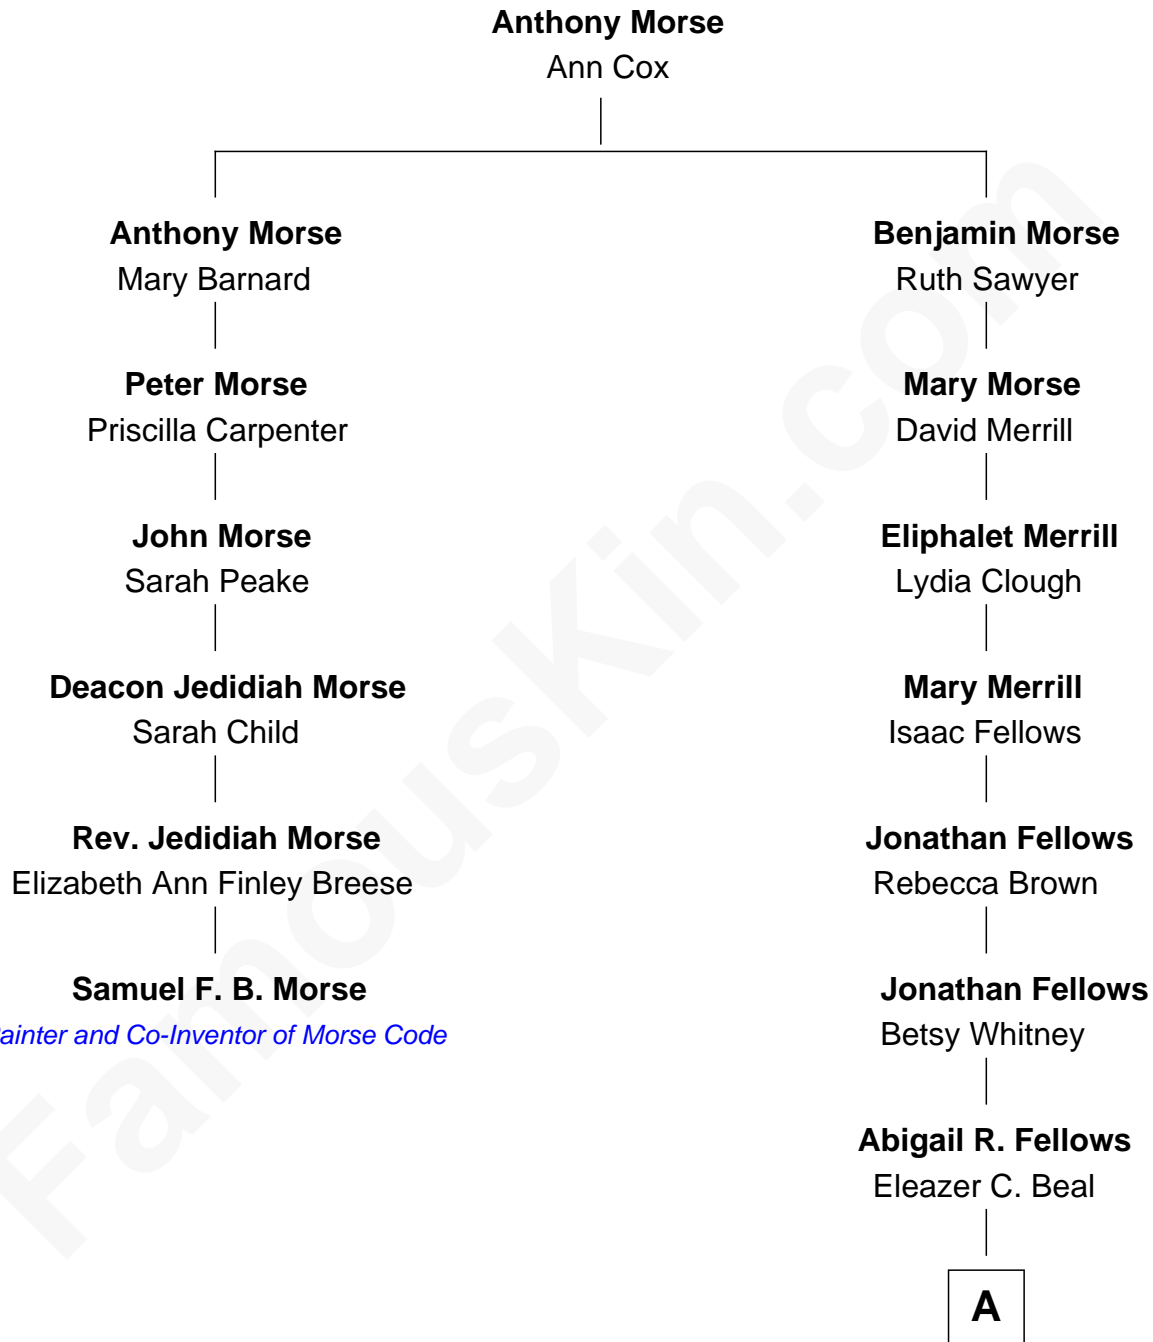 Anthony Morse
Ann Cox
Anthony Morse
Mary Barnard
Peter Morse
Priscilla Carpenter
John Morse
Sarah Peake
Deacon Jedidiah Morse
Sarah Child
Rev. Jedidiah Morse
Elizabeth Ann Finley Breese
Samuel F. B. Morse
ainter and Co-Inventor of Morse Code
Benjamin Morse
Ruth Sawyer
Mary Morse
David Merrill
Eliphalet Merrill
Lydia Clough
Mary Merrill
Isaac Fellows
Jonathan Fellows
Rebecca Brown
Jonathan Fellows
Betsy Whitney
Abigail R. Fellows
Eleazer C. Beal
A
FamousKin.com